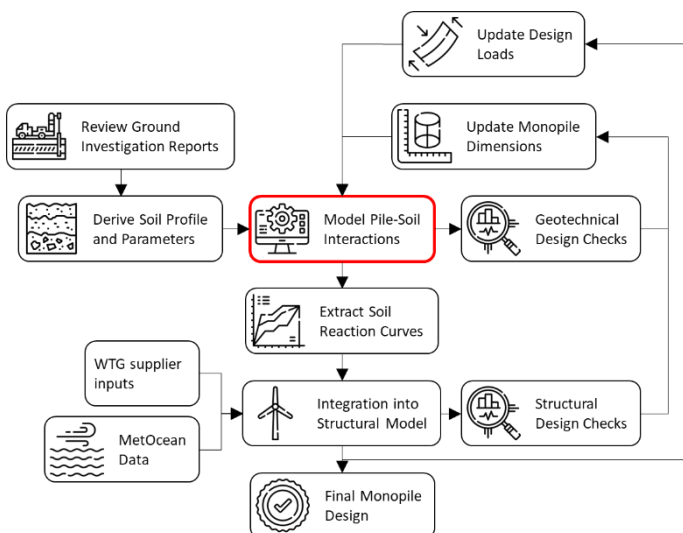 Update Design
Loads
Review Ground
Investigation Reports
Update Monopile
Dimensions
Derive Soil Profile
and Parameters
Model Pile-Soil
Interactions
Geotechnical
Design Checks
Extract Soil
Reaction Curves
WTG supplier
inputs
Integration into
Structural Model
Structural
Design Checks
MetOcean
Data
Final Monopile
Design